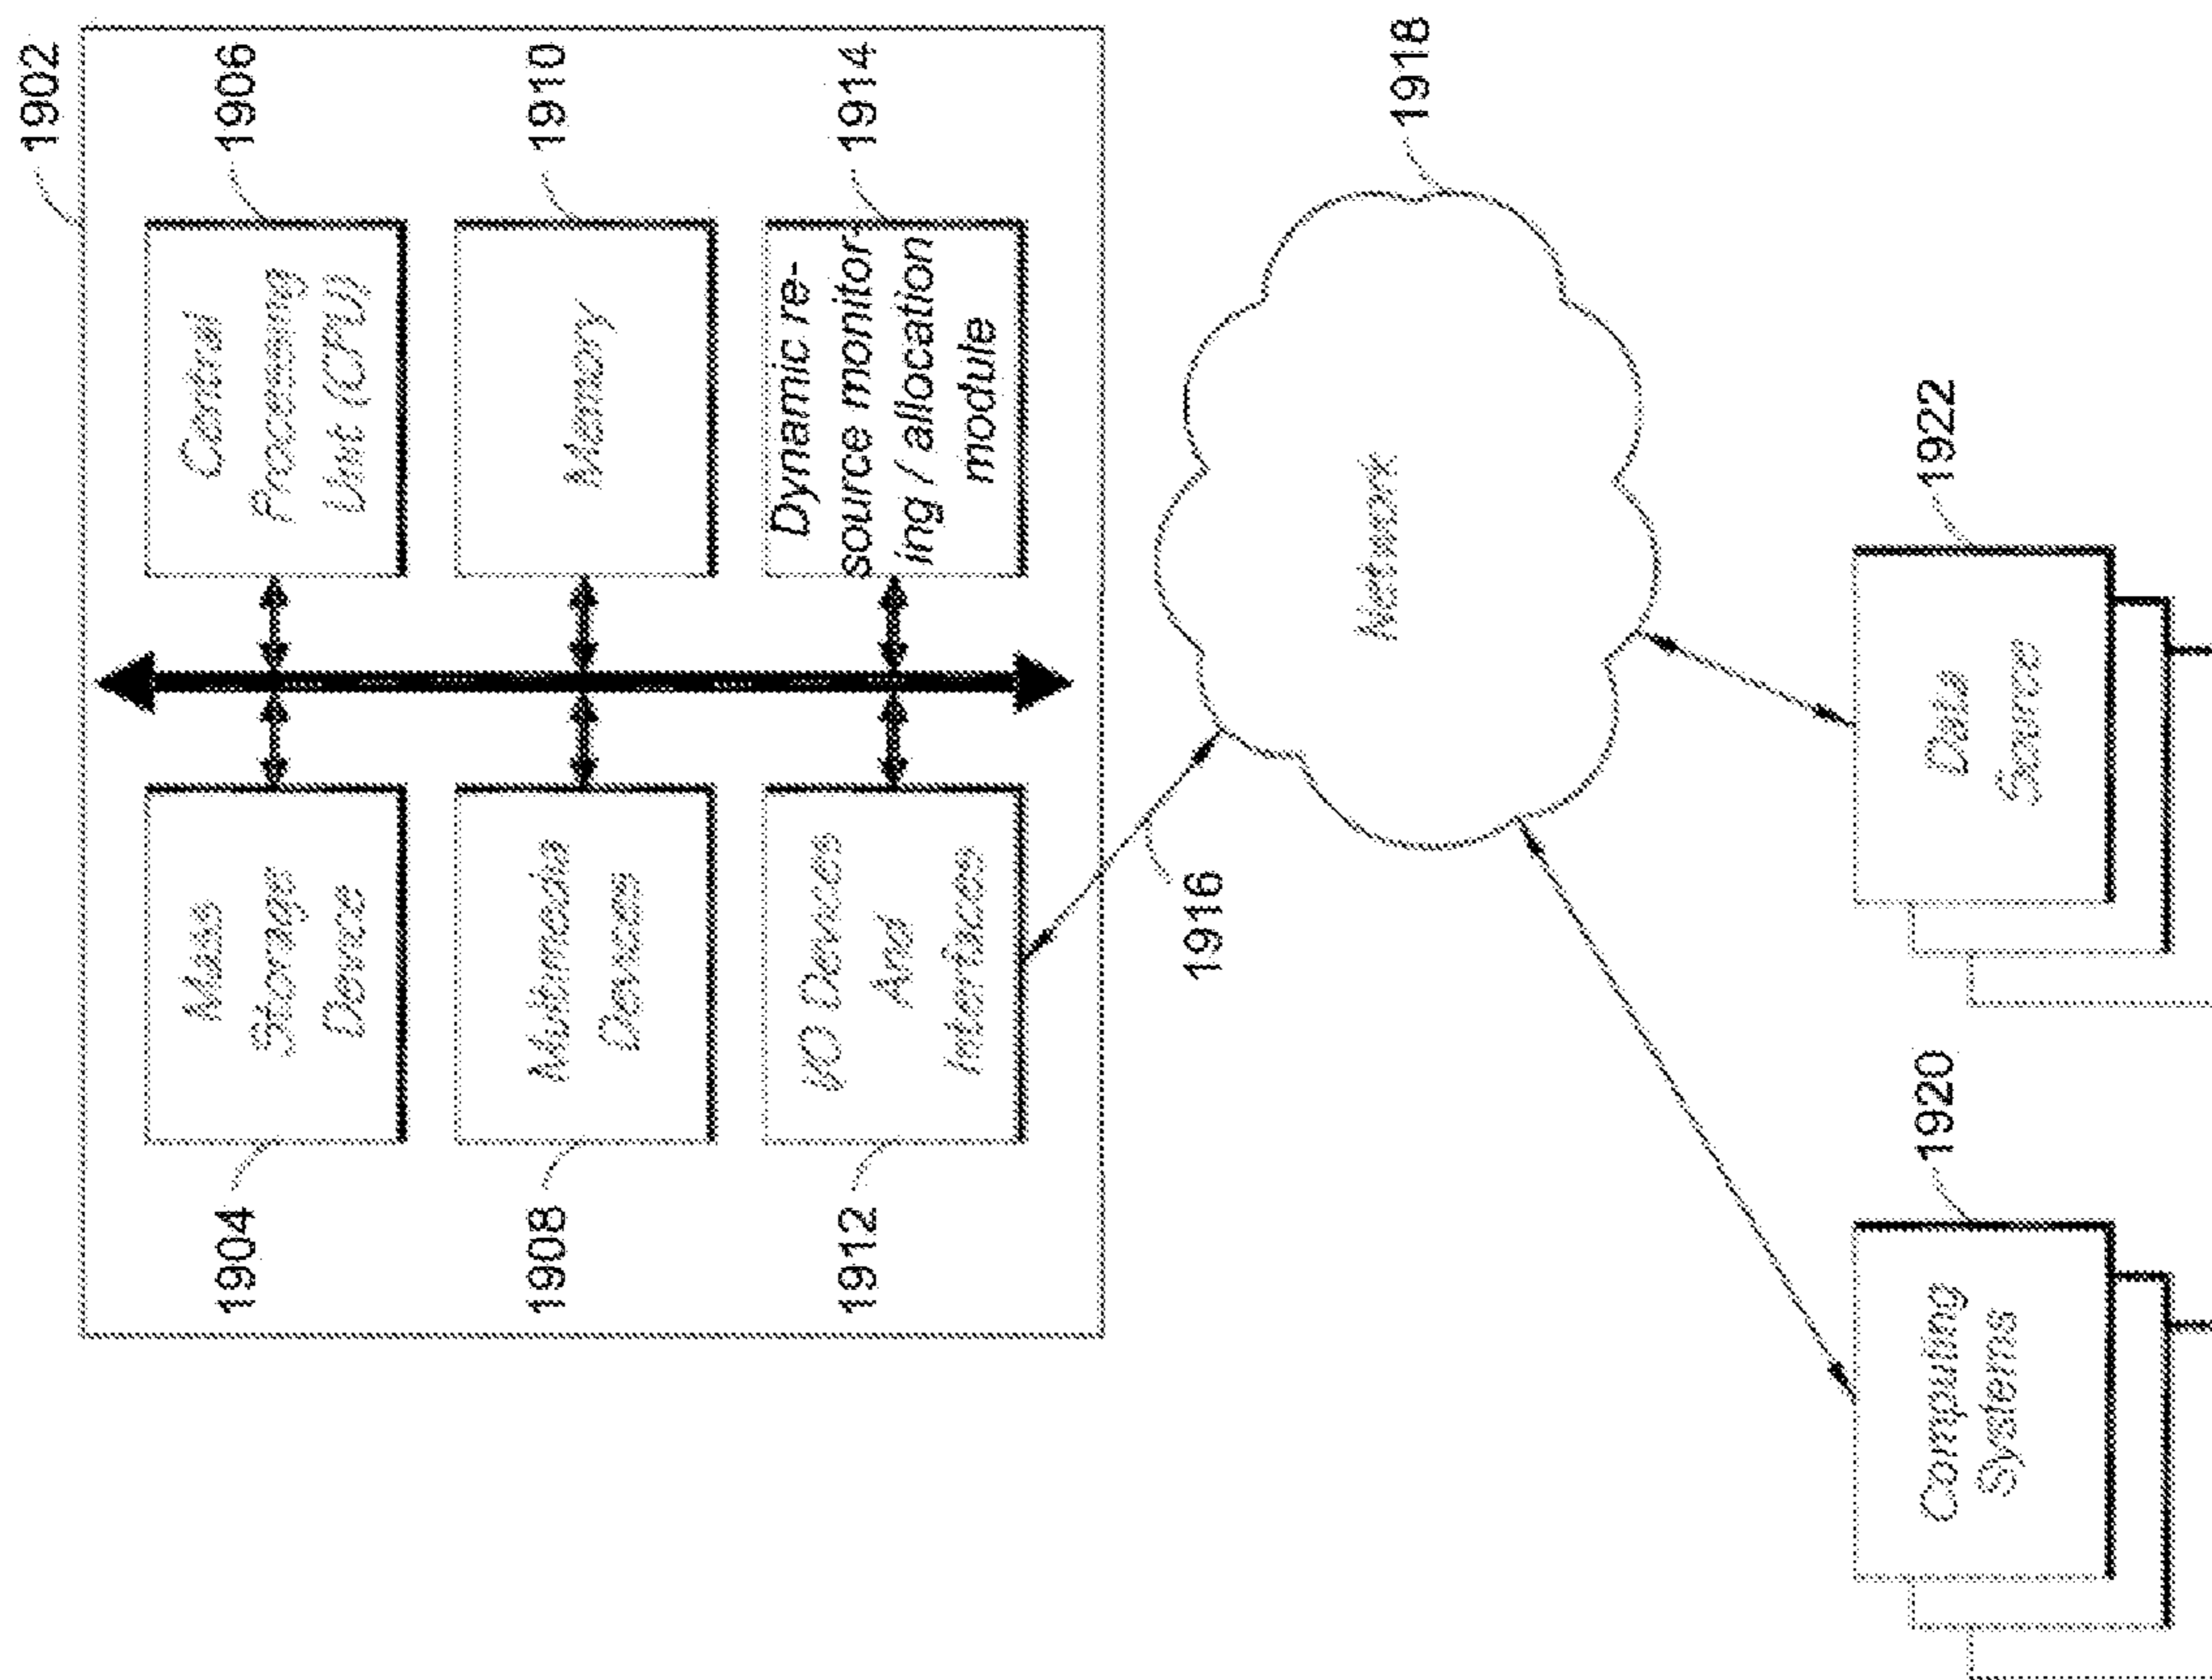 1902
1904
Mass
Storage
Device
Central
Processing
Unit (CPU)
1906
1908
Multimedia
Devices
Memory
1910
1912
I/O Devices
And
Interfaces
Dynamic re-
source monitor-
ing / allocation
module
1914
1916
Network
1918
1920
Computing
Systems
1922
Data
Source